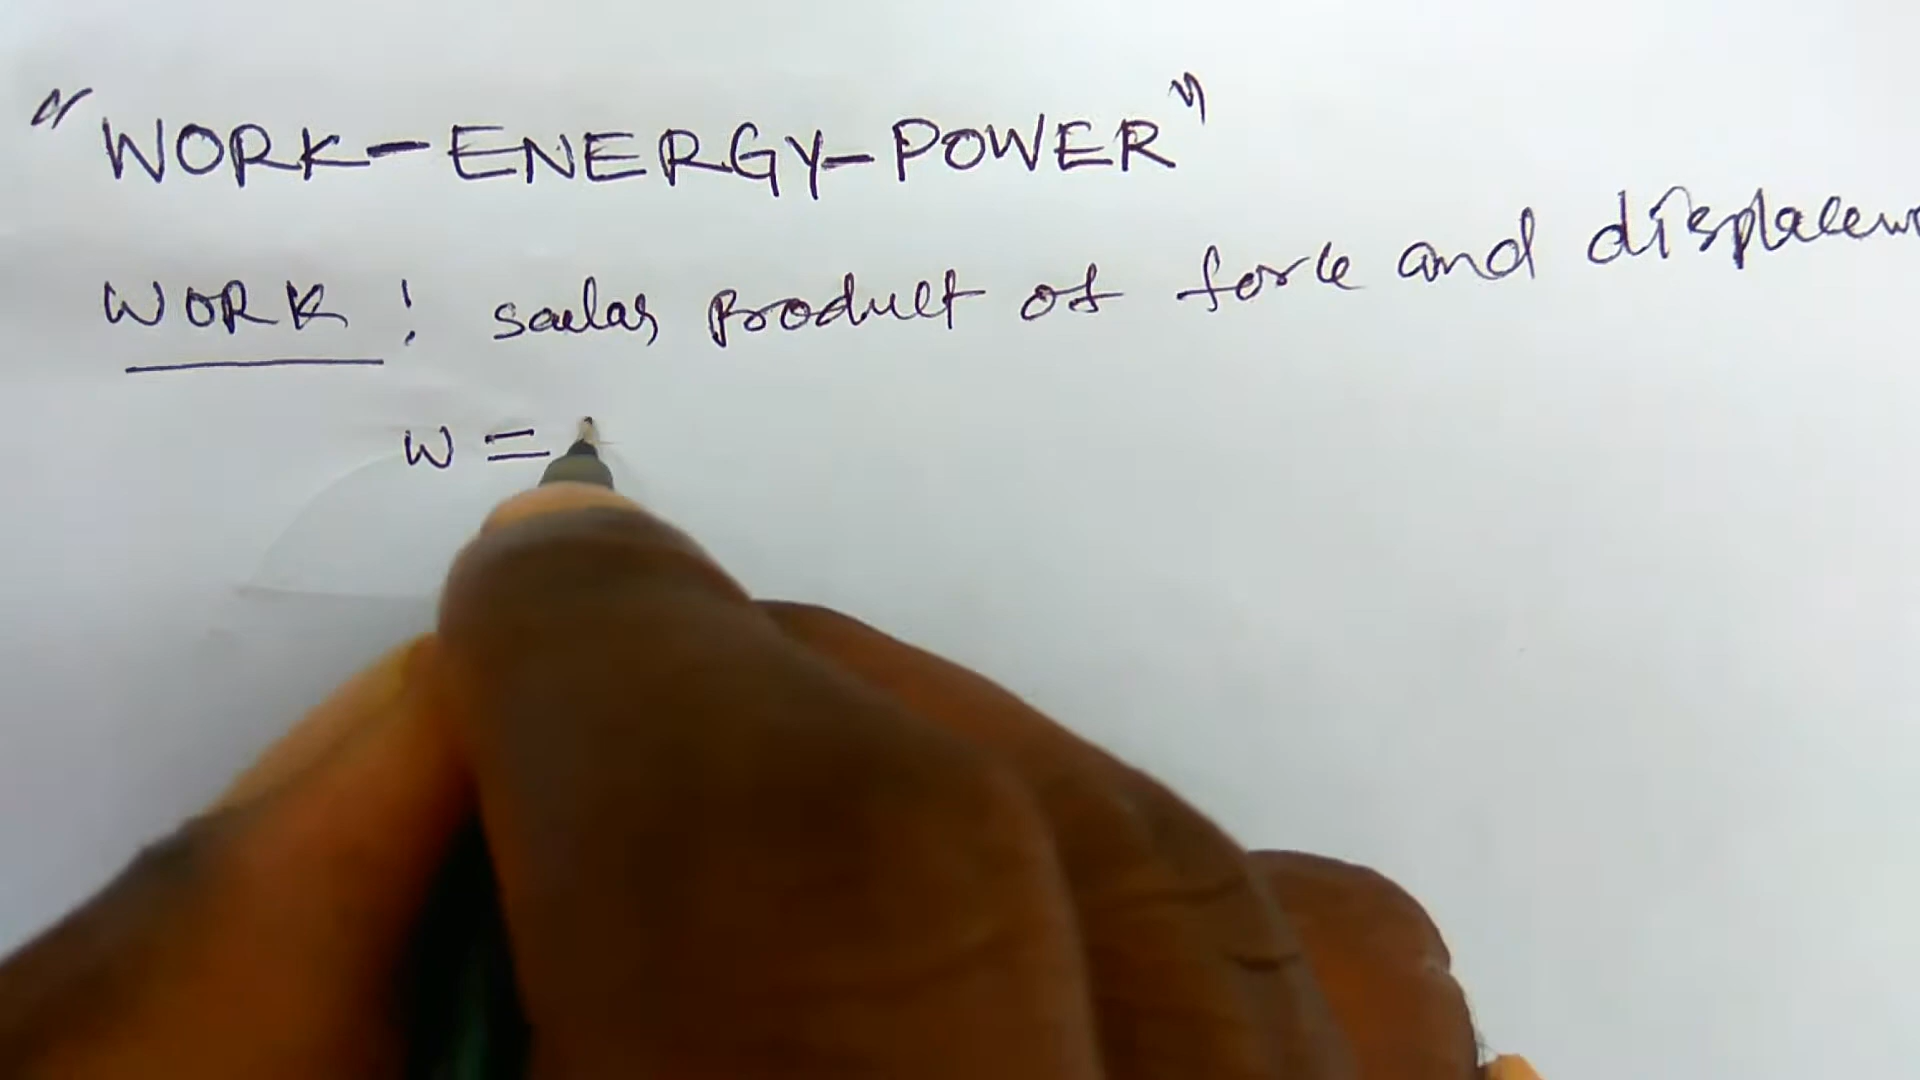 "WORK-ENERGY-POWER"
WORK : scalar product of force and displacem
w =